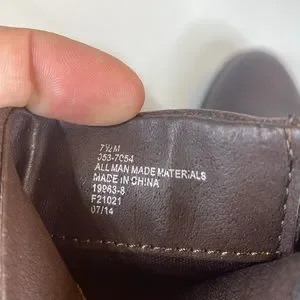 7½M
053-7054
ALL MAN MADE MATERIALS
MADE IN CHINA
19963-8
F21021
07/14